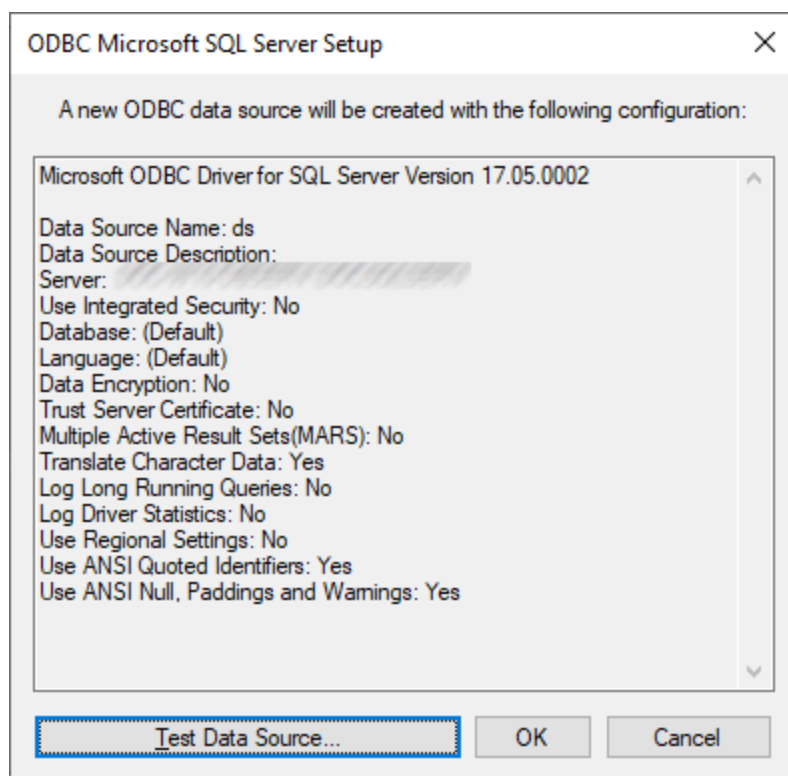 ODBC Microsoft SQL Server Setup
A new ODBC data source will be created with the following configuration:
Microsoft ODBC Driver for SQL Server Version 17.05.0002
Data Source Name: ds
Data Source Description:
Server:
Use Integrated Security: No
Database: (Default)
Language: (Default)
Data Encryption: No
Trust Server Certificate: No
Multiple Active Result Sets(MARS): No
Translate Character Data: Yes
Log Long Running Queries: No
Log Driver Statistics: No
Use Regional Settings: No
Use ANSI Quoted Identifiers: Yes
Use ANSI Null, Paddings and Warnings: Yes
Test Data Source...
OK
Cancel